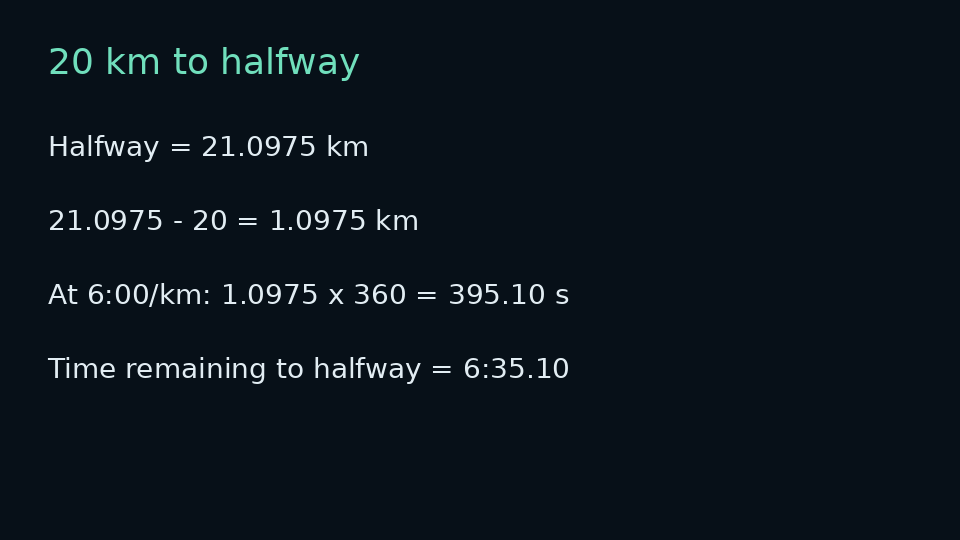 20 km to halfway
Halfway = 21.0975 km
21.0975 - 20 = 1.0975 km
At 6:00/km: 1.0975 x 360 = 395.10 s
Time remaining to halfway = 6:35.10